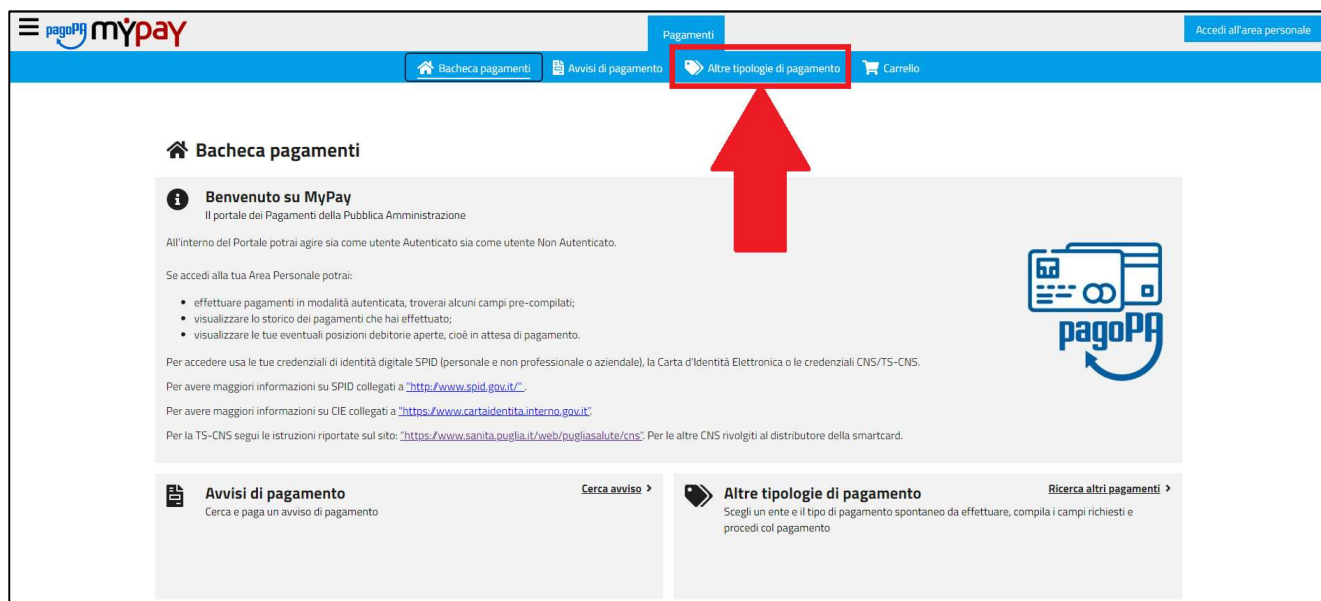 pagoPA mypay
Pagamenti
Accedi all'area personale
Bacheca pagamenti
Avvisi di pagamento
Altre tipologie di pagamento
Carrello
Bacheca pagamenti
Benvenuto su MyPay
Il portale dei Pagamenti della Pubblica Amministrazione
All'interno del Portale potrai agire sia come utente Autenticato sia come utente Non Autenticato.
Se accedi alla tua Area Personale potrai:
• effettuare pagamenti in modalità autenticata, troverai alcuni campi pre-compilati;
• visualizzare lo storico dei pagamenti che hai effettuato;
• visualizzare le tue eventuali posizioni debitorie aperte, cioè in attesa di pagamento.
Per accedere usa le tue credenziali di identità digitale SPID (personale e non professionale o aziendale), la Carta d'Identità Elettronica o le credenziali CNS/TS-CNS.
Per avere maggiori informazioni su SPID collegati a "http://www.spid.gov.it/" .
Per avere maggiori informazioni su CIE collegati a "https://www.cartaidentita.interno.gov.it".
Per la TS-CNS segui le istruzioni riportate sul sito: "https://www.sanita.puglia.it/web/pugliasalute/cns". Per le altre CNS rivolgiti al distributore della smartcard.
pagoPA
Avvisi di pagamento
Cerca avviso >
Cerca e paga un avviso di pagamento
Altre tipologie di pagamento
Ricerca altri pagamenti >
Scegli un ente e il tipo di pagamento spontaneo da effettuare, compila i campi richiesti e
procedi col pagamento